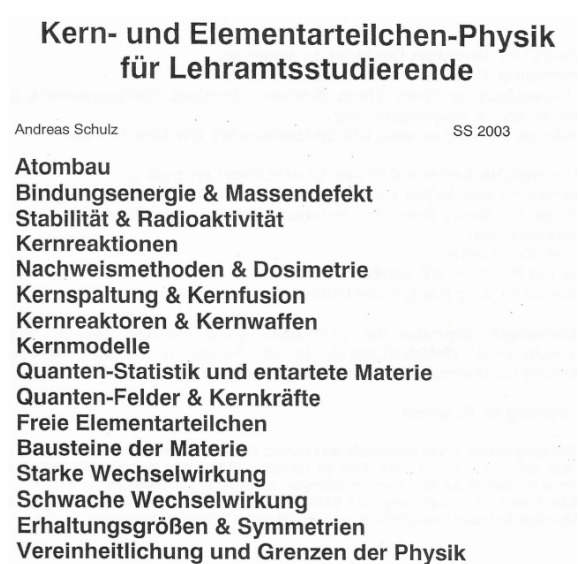 Kern- und Elementarteilchen-Physik
für Lehramtsstudierende
Andreas Schulz SS 2003
Atombau
Bindungsenergie & Massendefekt
Stabilität & Radioaktivität
Kernreaktionen
Nachweismethoden & Dosimetrie
Kernspaltung & Kernfusion
Kernreaktoren & Kernwaffen
Kernmodelle
Quanten-Statistik und entartete Materie
Quanten-Felder & Kernkräfte
Freie Elementarteilchen
Bausteine der Materie
Starke Wechselwirkung
Schwache Wechselwirkung
Erhaltungsgrößen & Symmetrien
Vereinheitlichung und Grenzen der Physik